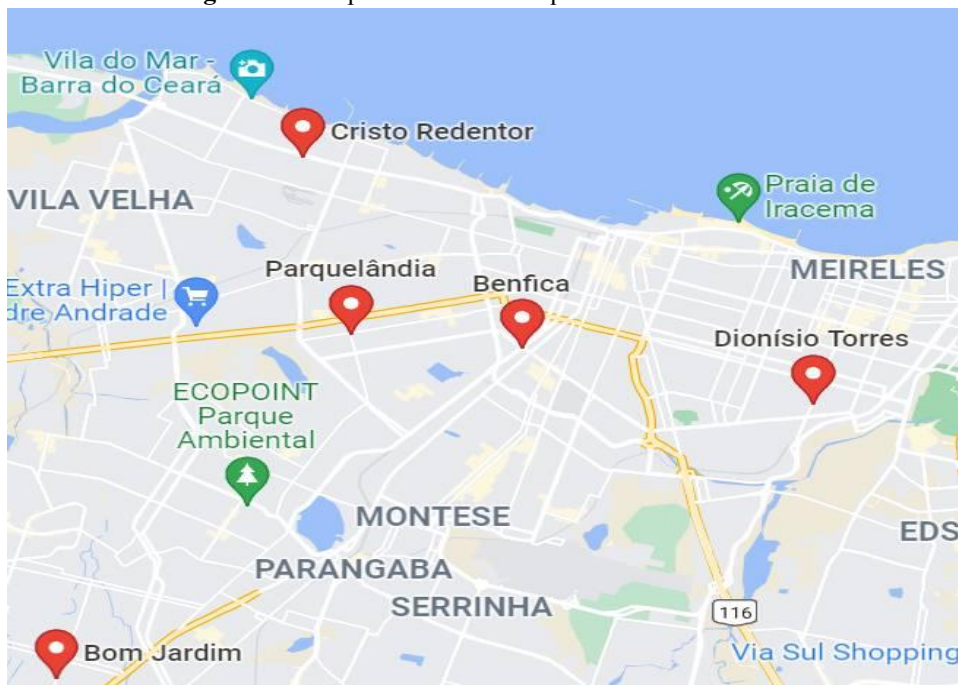 Vila do Mar -
Barra do Ceará
Cristo Redentor
VILA VELHA
Praia de
Iracema
Parquelândia
Benfica
MEIRELES
Extra Hiper |
dre Andrade
Dionísio Torres
ECOPOINT
Parque
Ambiental
MONTESE
EDS
PARANGABA
SERRINHA
116
Bom Jardim
Via Sul Shopping